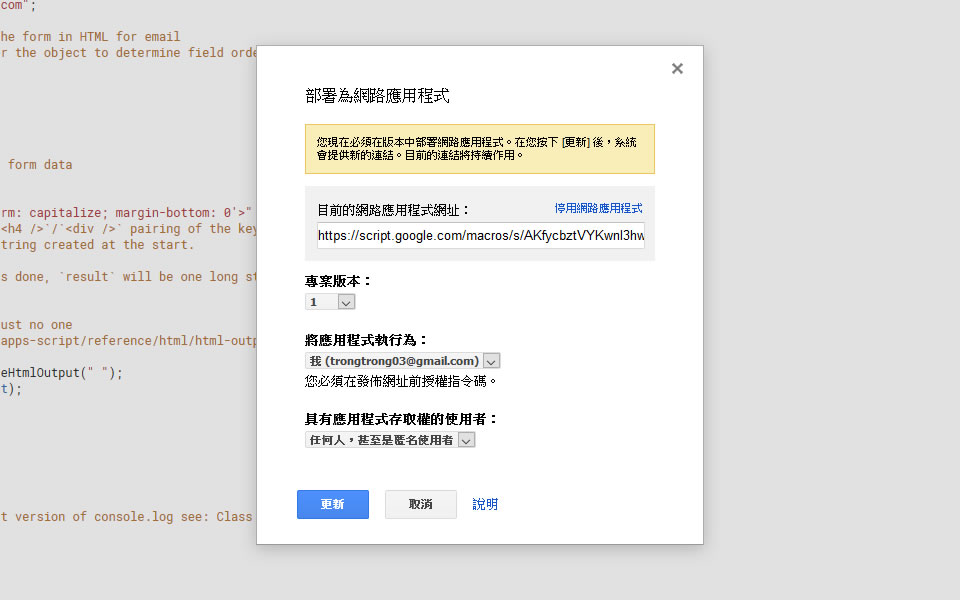 com";
he form in HTML for email
r the object to determine field orde
form data
rm: capitalize; margin-bottom: 0'>"
<h4 />`/`<div />` pairing of the key
tring created at the start.
s done, `result` will be one long st
ust no one
apps-script/reference/html/html-outp
eHtmlOutput(" ");
t);
t version of console.log see: Class
部署為網路應用程式
您現在必須在版本中部署網路應用程式。在您按下 [更新] 後，系統
會提供新的連結。目前的連結將持續作用。
目前的網路應用程式網址： 停用網路應用程式
https://script.google.com/macros/s/AKfycbztVYKwnl3hw
專案版本：
1
將應用程式執行為：
我 (trongtrong03@gmail.com)
您必須在發佈網址前授權指令碼。
具有應用程式存取權的使用者：
任何人，甚至是匿名使用者
更新 取消 說明